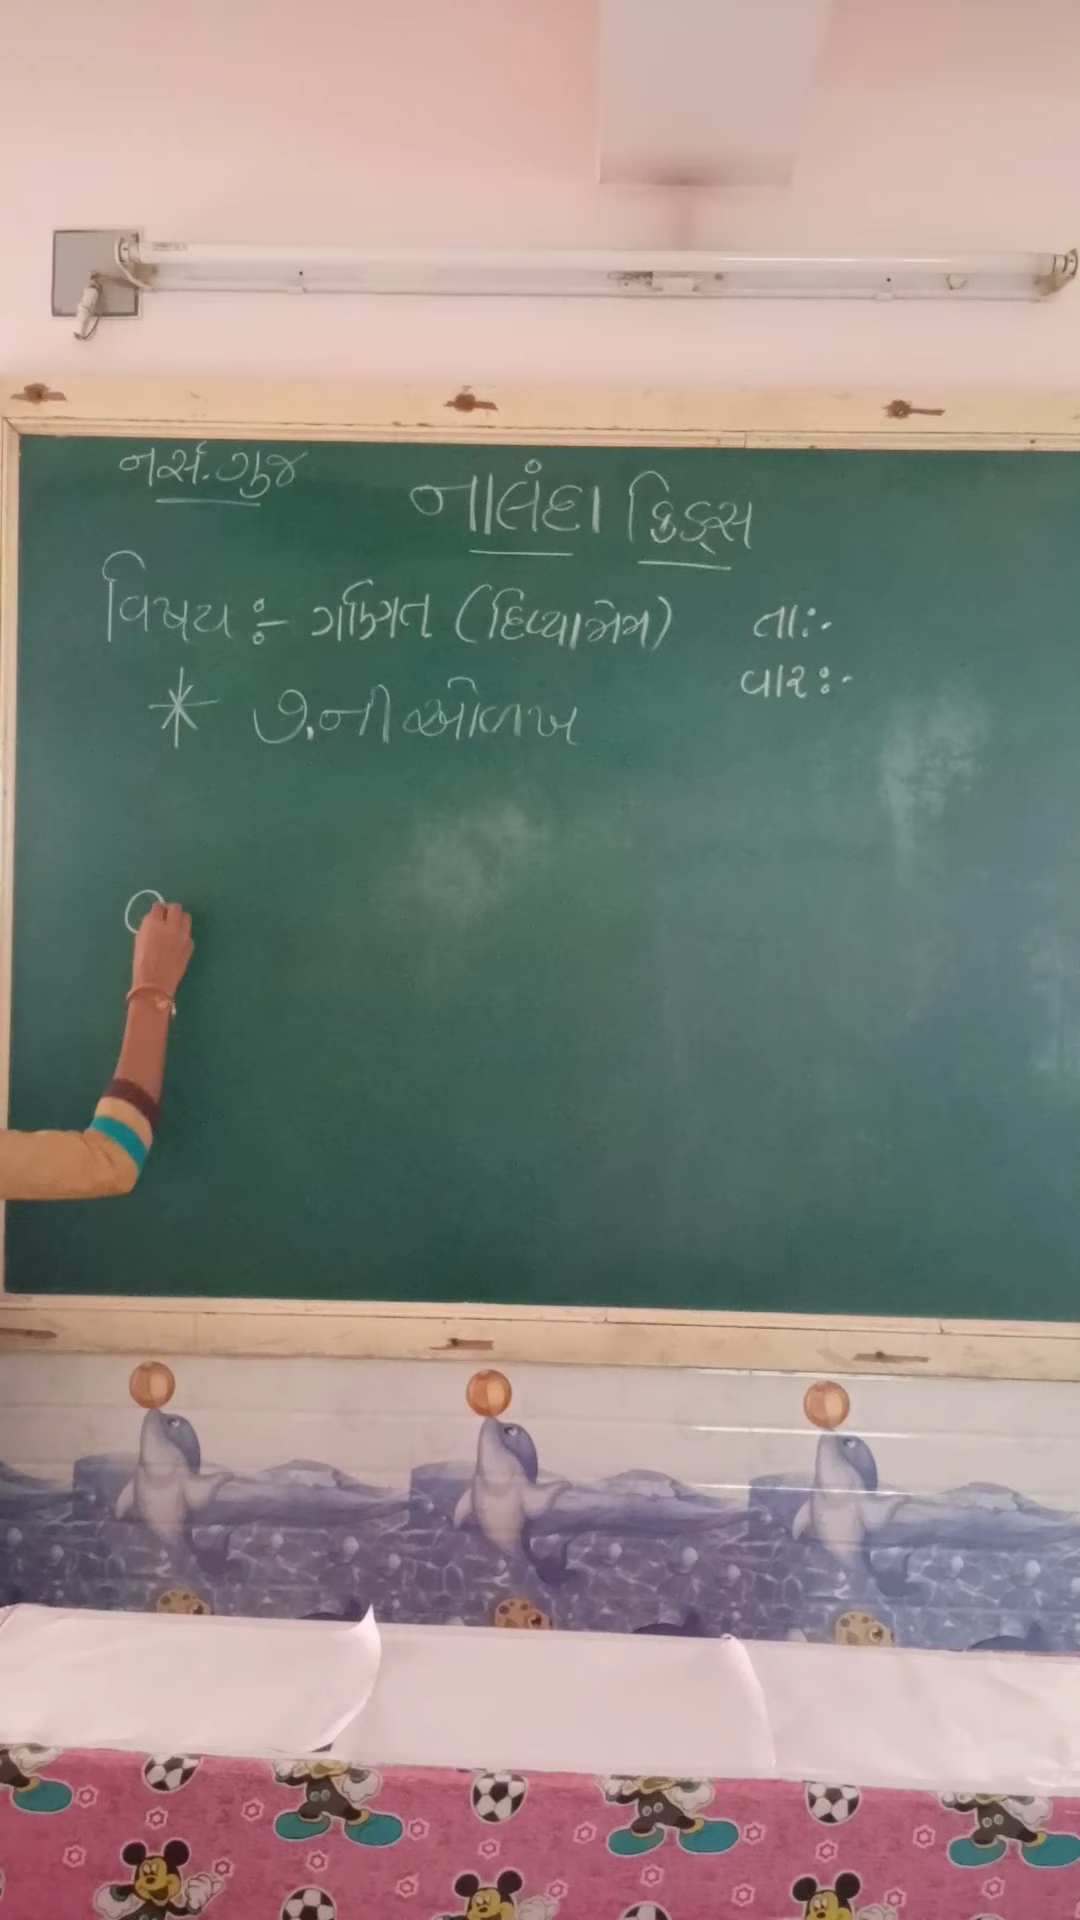 નર્સ. ગુજ
નાલંદા કિડ્સ
વિષય :- ગણિત (દિવ્યામેમ)
તા :-
વાર :-
* ૭ ની ઓળખ